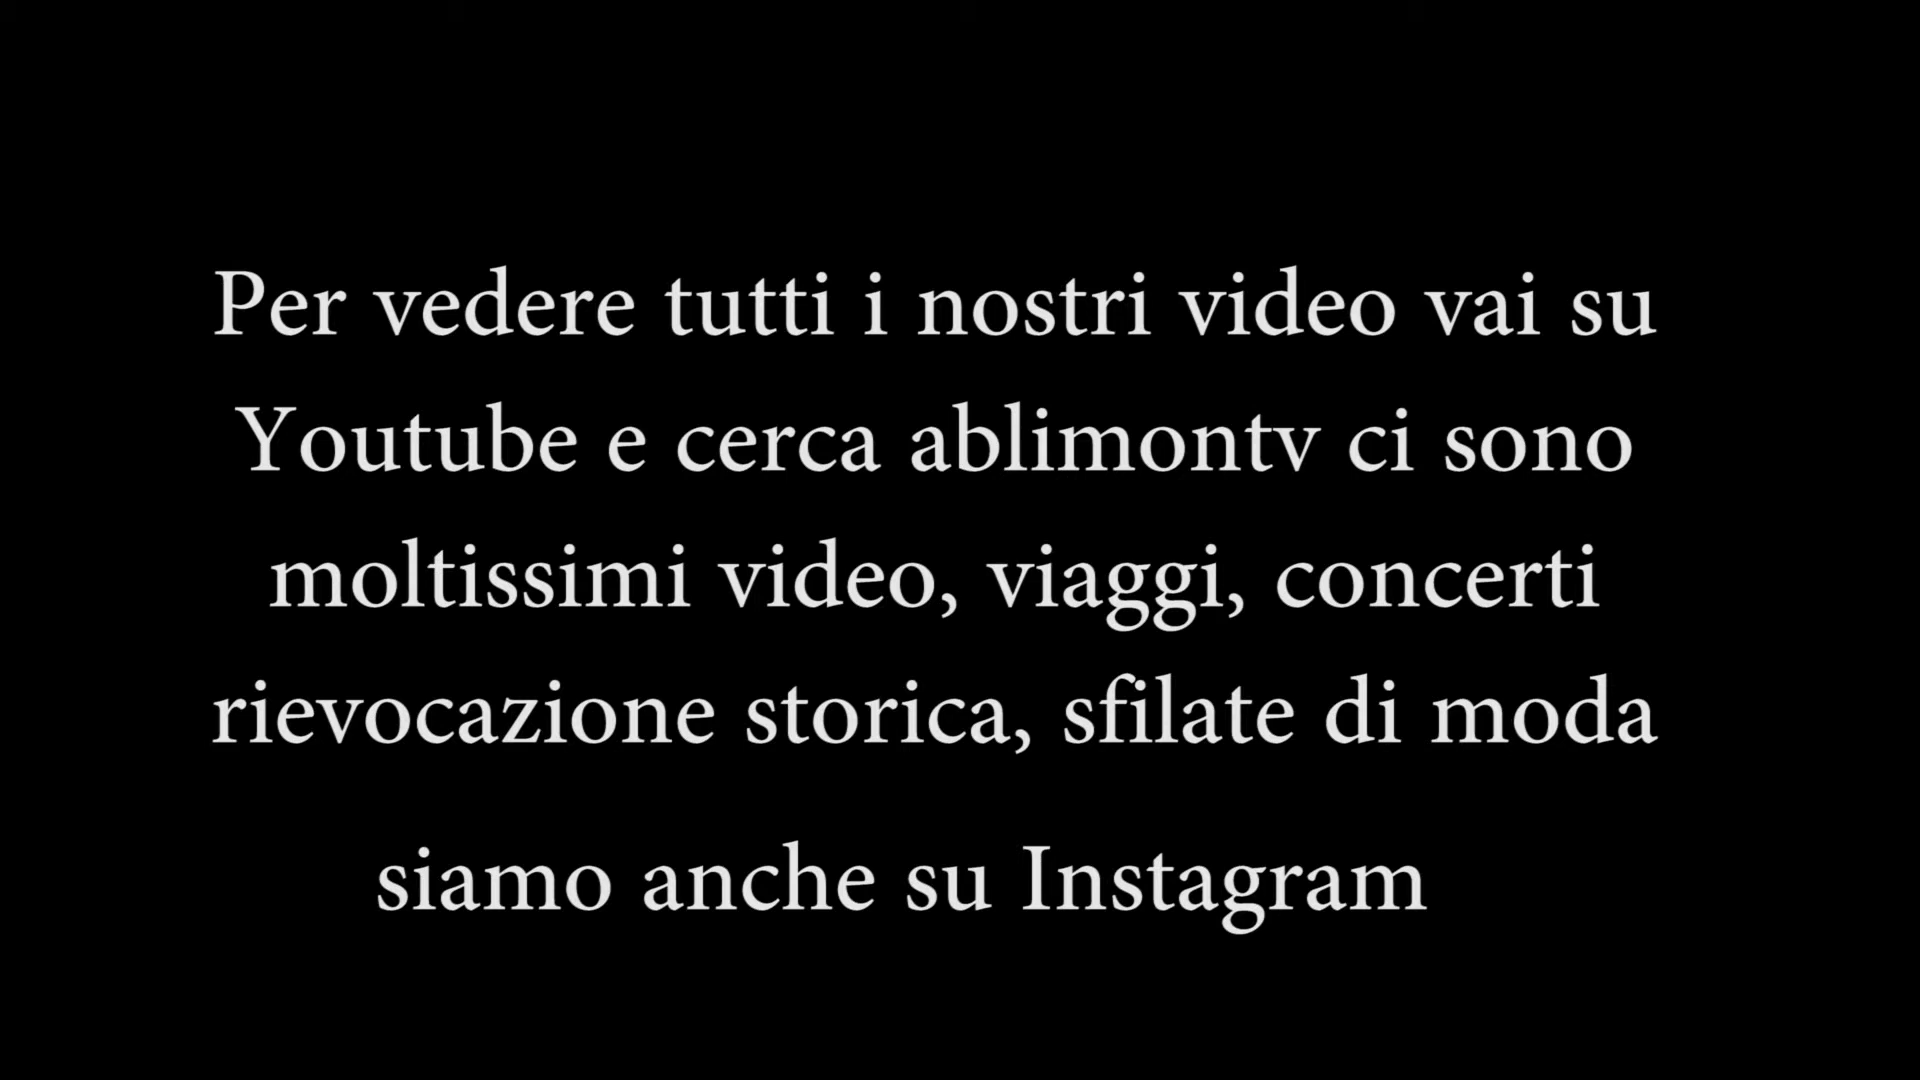 Per vedere tutti i nostri video vai su
Youtube e cerca ablimontv ci sono
moltissimi video, viaggi, concerti
rievocazione storica, sfilate di moda
siamo anche su Instagram